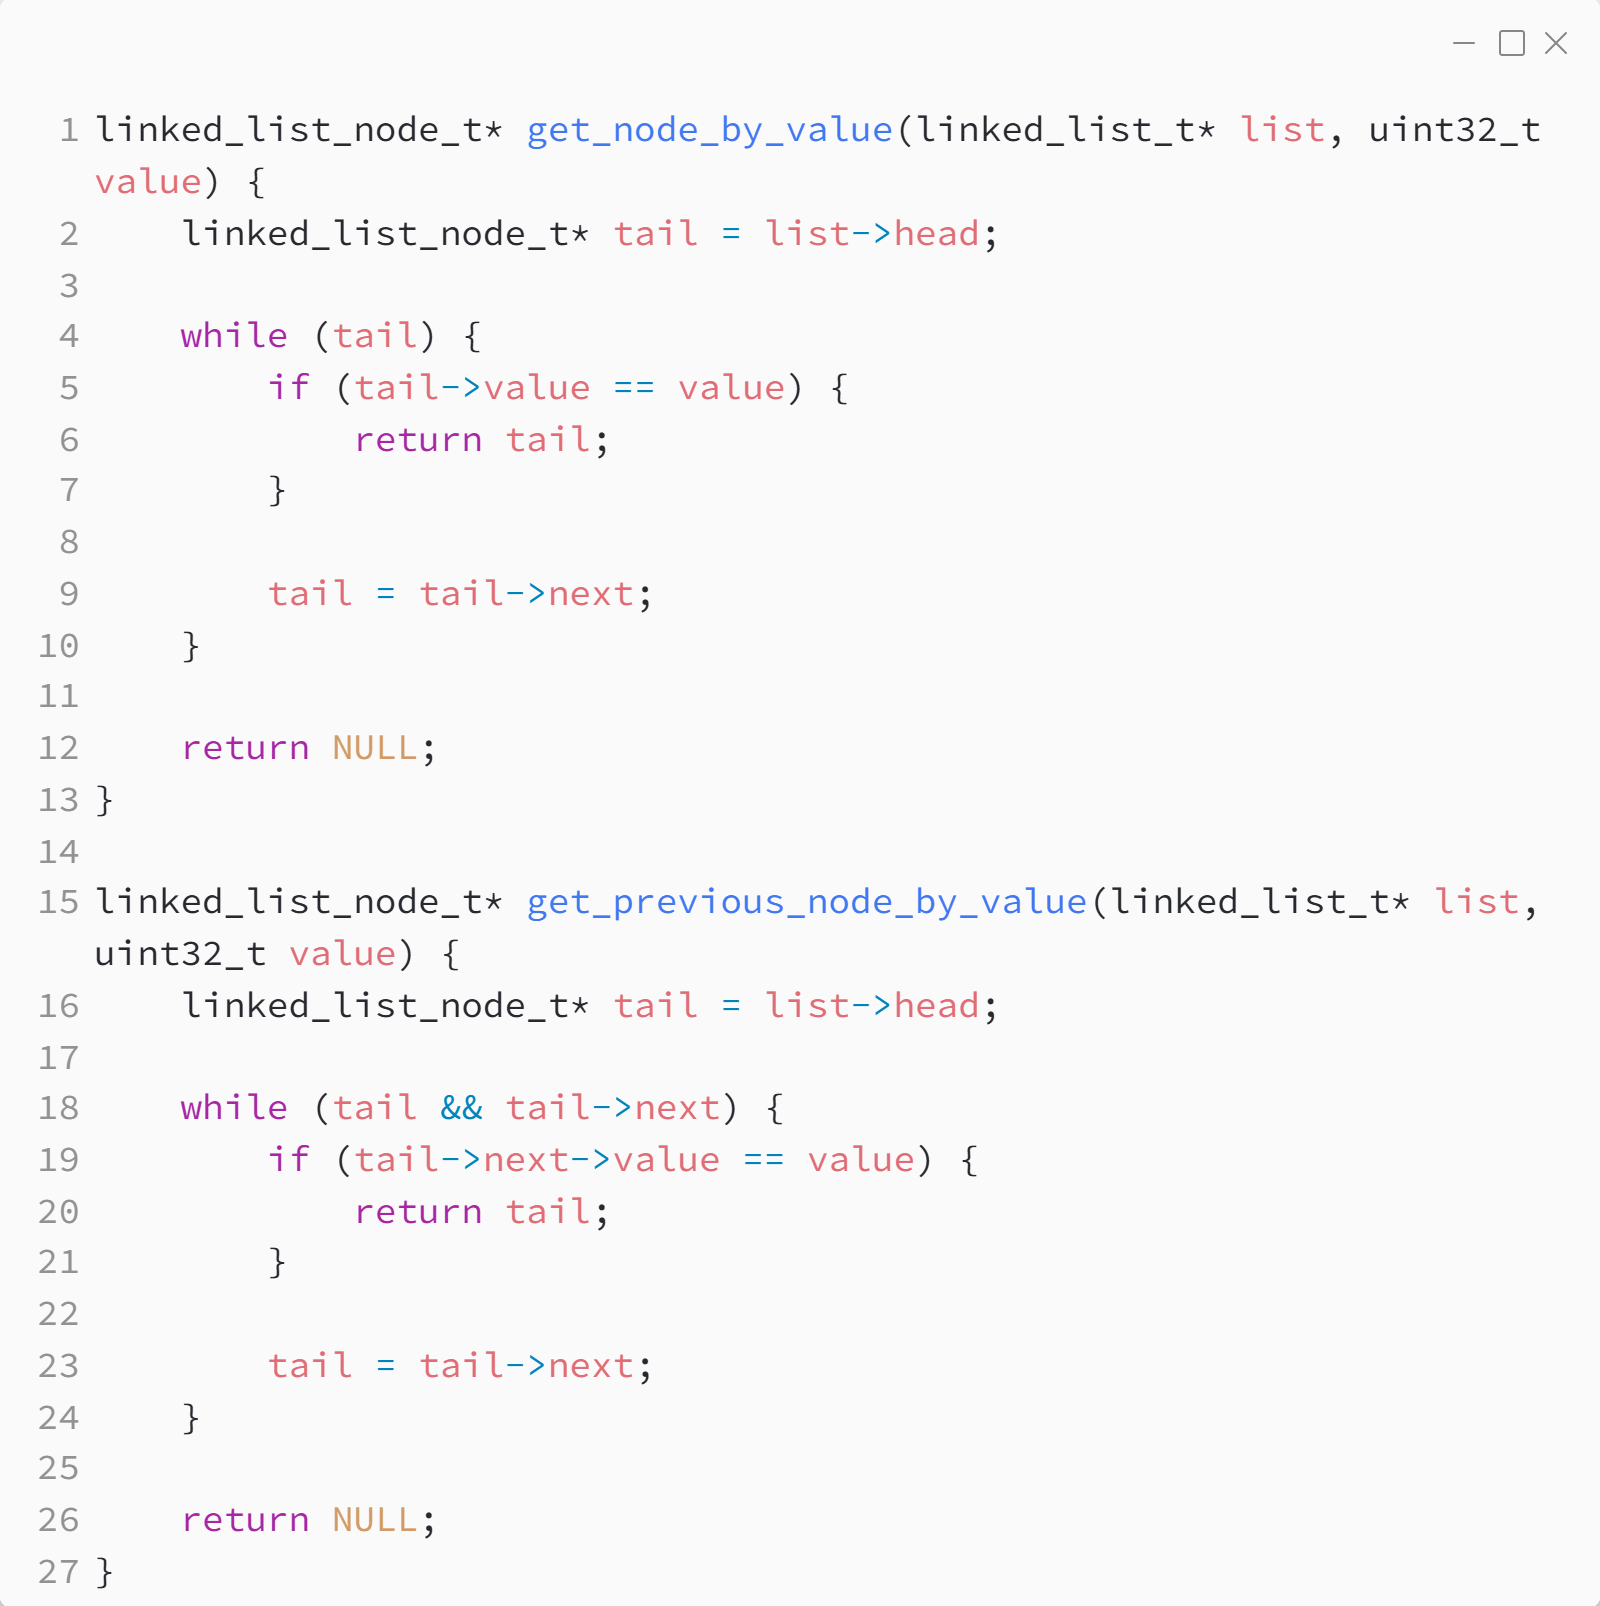 1 linked_list_node_t* get_node_by_value(linked_list_t* list, uint32_t
value) {
2     linked_list_node_t* tail = list->head;
3
4     while (tail) {
5         if (tail->value == value) {
6             return tail;
7         }
8
9         tail = tail->next;
10     }
11
12     return NULL;
13 }
14
15 linked_list_node_t* get_previous_node_by_value(linked_list_t* list,
uint32_t value) {
16     linked_list_node_t* tail = list->head;
17
18     while (tail && tail->next) {
19         if (tail->next->value == value) {
20             return tail;
21         }
22
23         tail = tail->next;
24     }
25
26     return NULL;
27 }